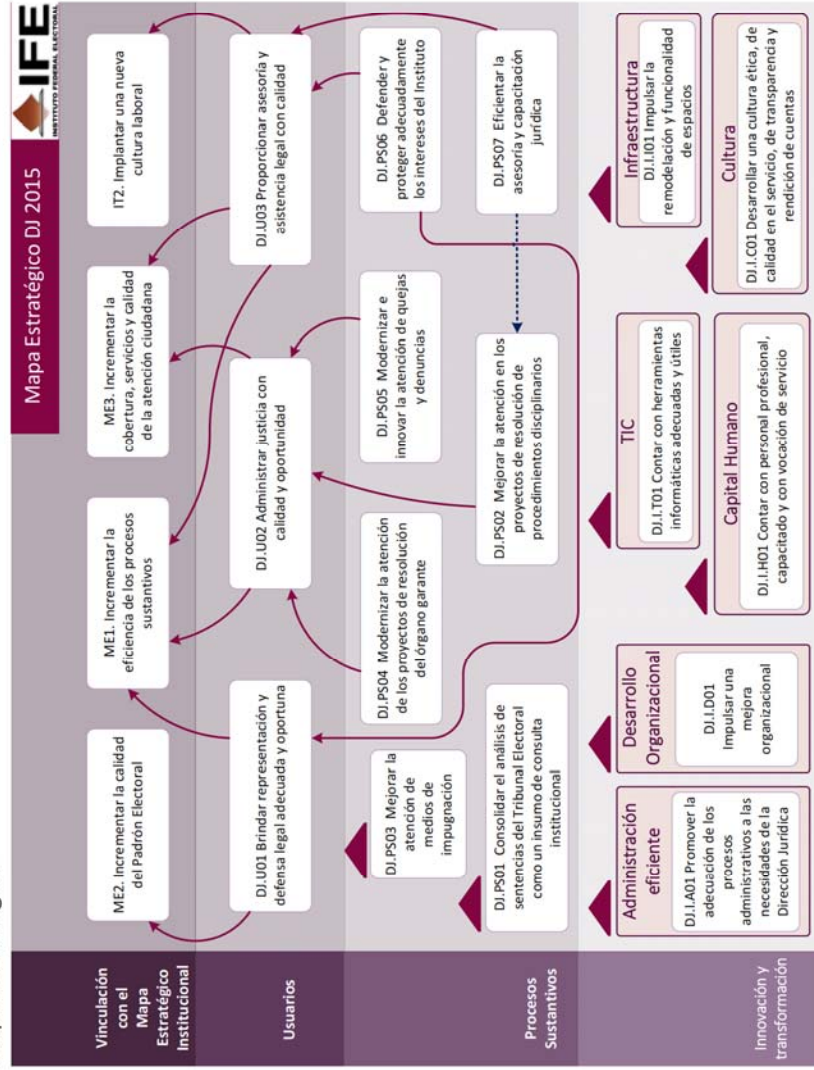 Mapa Estratégico DJ 2015
IFE
INSTITUTO FEDERAL ELECTORAL
Vinculación
con el
Mapa
Estratégico
Institucional
ME2. Incrementar la calidad
del Padrón Electoral
ME1. Incrementar la
eficiencia de los procesos
sustantivos
ME3. Incrementar la
cobertura, servicios y calidad
de la atención ciudadana
IT2. Implantar una nueva
cultura laboral
Usuarios
DJ.U01 Brindar representación y
defensa legal adecuada y oportuna
DJ.U02 Administrar justicia con
calidad y oportunidad
DJ.U03 Proporcionar asesoría y
asistencia legal con calidad
Procesos
Sustantivos
DJ.PS03 Mejorar la
atención de
medios de
impugnación
DJ.PS04 Modernizar la atención
de los proyectos de resolución
del órgano garante
DJ.PS05 Modernizar e
innovar la atención de quejas
y denuncias
DJ.PS06 Defender y
proteger adecuadamente
los intereses del Instituto
DJ.PS01 Consolidar el análisis de
sentencias del Tribunal Electoral
como un insumo de consulta
institucional
DJ.PS02 Mejorar la atención en los
proyectos de resolución de
procedimientos disciplinarios
DJ.PS07 Eficientar la
asesoría y capacitación
jurídica
Innovación y
transformación
Administración
eficiente
DJ.I.A01 Promover la
adecuación de los
procesos
administrativos a las
necesidades de la
Dirección Jurídica
Desarrollo
Organizacional
DJ.I.D01
Impulsar una
mejora
organizacional
TIC
DJ.I.T01 Contar con herramientas
informáticas adecuadas y útiles
Infraestructura
DJ.I.I01 Impulsar la
remodelación y funcionalidad
de espacios
Capital Humano
DJ.I.H01 Contar con personal profesional,
capacitado y con vocación de servicio
Cultura
DJ.I.C01 Desarrollar una cultura ética, de
calidad en el servicio, de transparencia y
rendición de cuentas